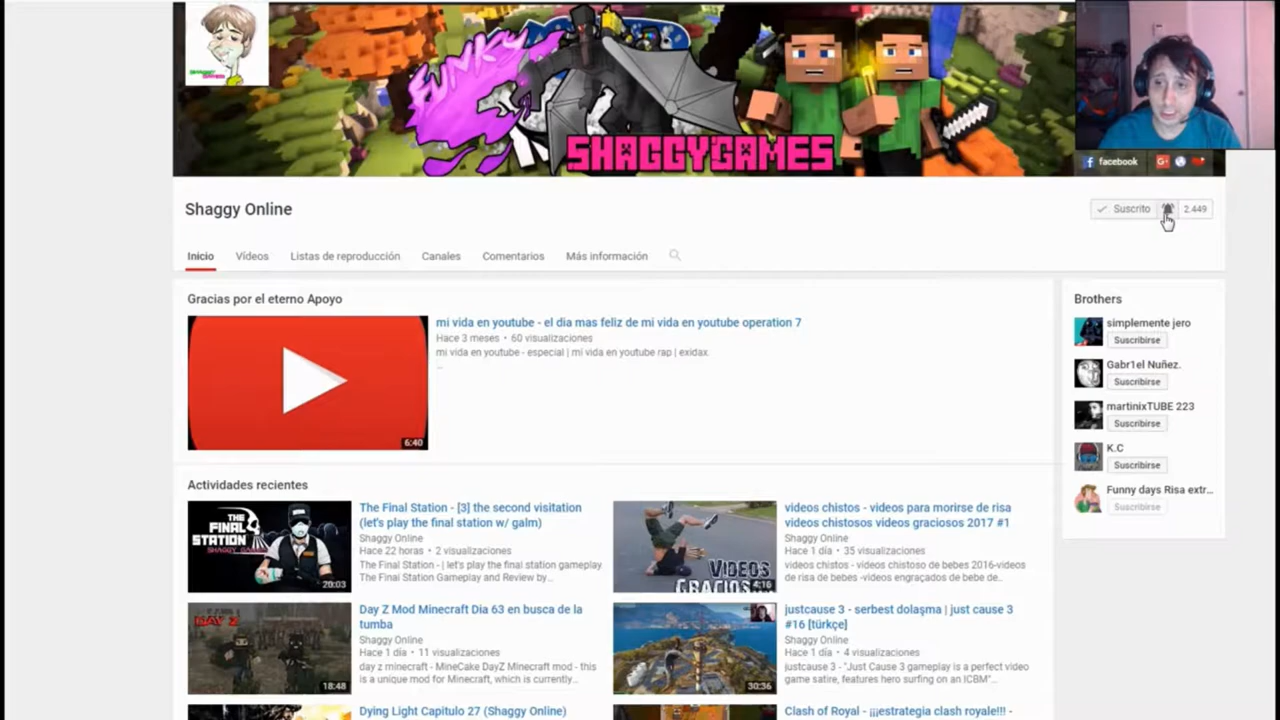 SHAGGYGAMES
facebook
Shaggy Online
Suscrito 2.449
Inicio Vídeos Listas de reproducción Canales Comentarios Más información
Gracias por el eterno Apoyo
mi vida en youtube - el dia mas feliz de mi vida en youtube operation 7
Hace 3 meses • 60 visualizaciones
mi vida en youtube - especial | mi vida en youtube rap | exidax.
...
6:40
Brothers
simplemente jero
Suscribirse
Gabr1el Nuñez.
Suscribirse
martinixTUBE 223
Suscribirse
K.C
Suscribirse
Funny days Risa extr...
Suscribirse
Actividades recientes
THE FINAL STATION
SHAGGY GAMES
20:03
The Final Station - [3] the second visitation
(let's play the final station w/ galm)
Shaggy Online
Hace 22 horas • 2 visualizaciones
The Final Station - | let's play the final station gameplay
The Final Station Gameplay and Review by...
VIDEOS
GRACIOSOS
4:16
videos chistos - videos para morirse de risa
videos chistosos videos graciosos 2017 #1
Shaggy Online
Hace 1 día • 35 visualizaciones
videos chistos - videos chistoso de bebes 2016-videos
de risa de bebes -videos engraçados de bebe de...
DAY Z
18:48
Day Z Mod Minecraft Dia 63 en busca de la
tumba
Shaggy Online
Hace 1 día • 11 visualizaciones
day z minecraft - MineCake DayZ Minecraft mod - this
is a unique mod for Minecraft, which is currently...
30:36
justcause 3 - serbest dolaşma | just cause 3
#16 [türkçe]
Shaggy Online
Hace 1 día • 4 visualizaciones
justcause 3 - "Just Cause 3 gameplay is a perfect video
game satire, features hero surfing on an ICBM"...
Dying Light Capitulo 27 (Shaggy Online)
Clash of Royal - ¡¡¡estrategia clash royale!!! -